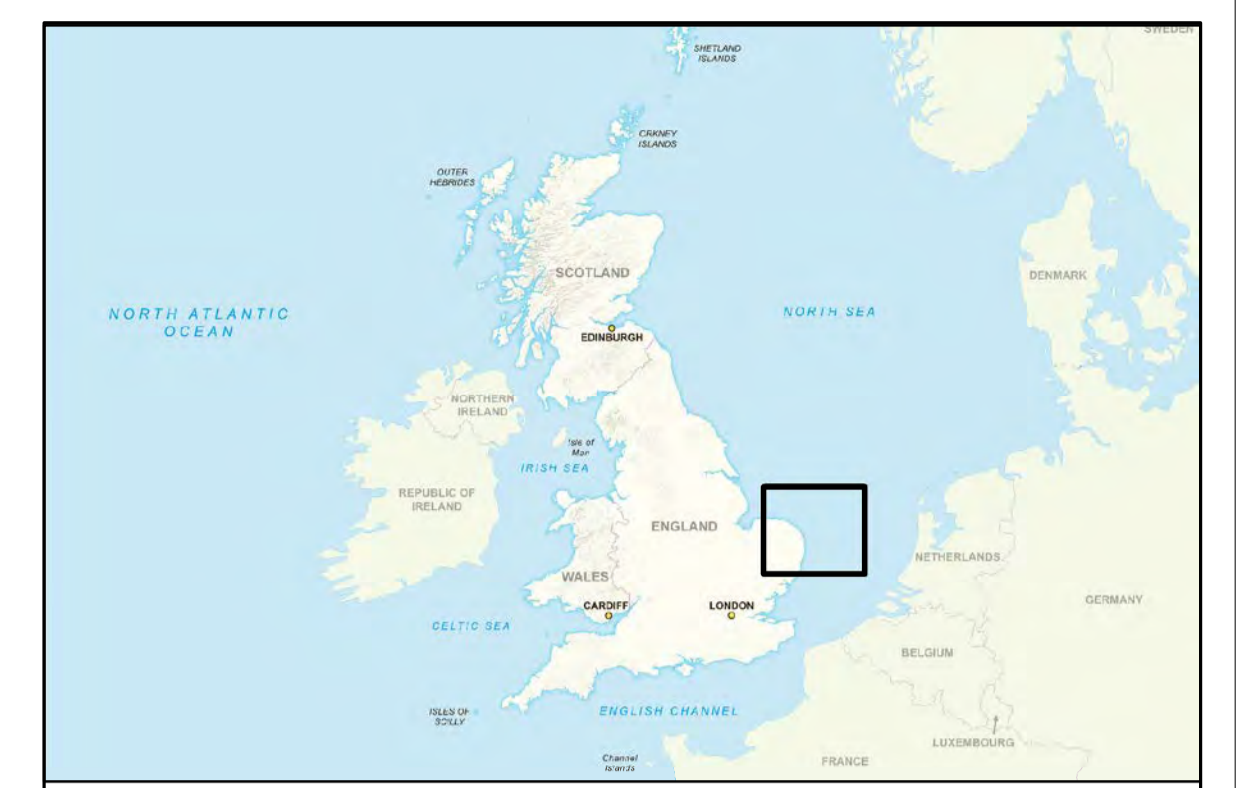 SWEDEN
SHETLAND
ISLANDS
CRKNEY
ISLANDS
OUTER
HEBRIDES
SCOTLAND
DENMARK
NORTH ATLANTIC
OCEAN
NORTH SEA
EDINBURGH
NORTHERN
IRELAND
Isle of
Man
IRISH SEA
REPUBLIC OF
IRELAND
ENGLAND
NETHERLANDS
WALES
CARDIFF
LONDON
GERMANY
CELTIC SEA
BELGIUM
ISLES OF
SCILLY
ENGLISH CHANNEL
LUXEMBOURG
Channel
Islands
FRANCE